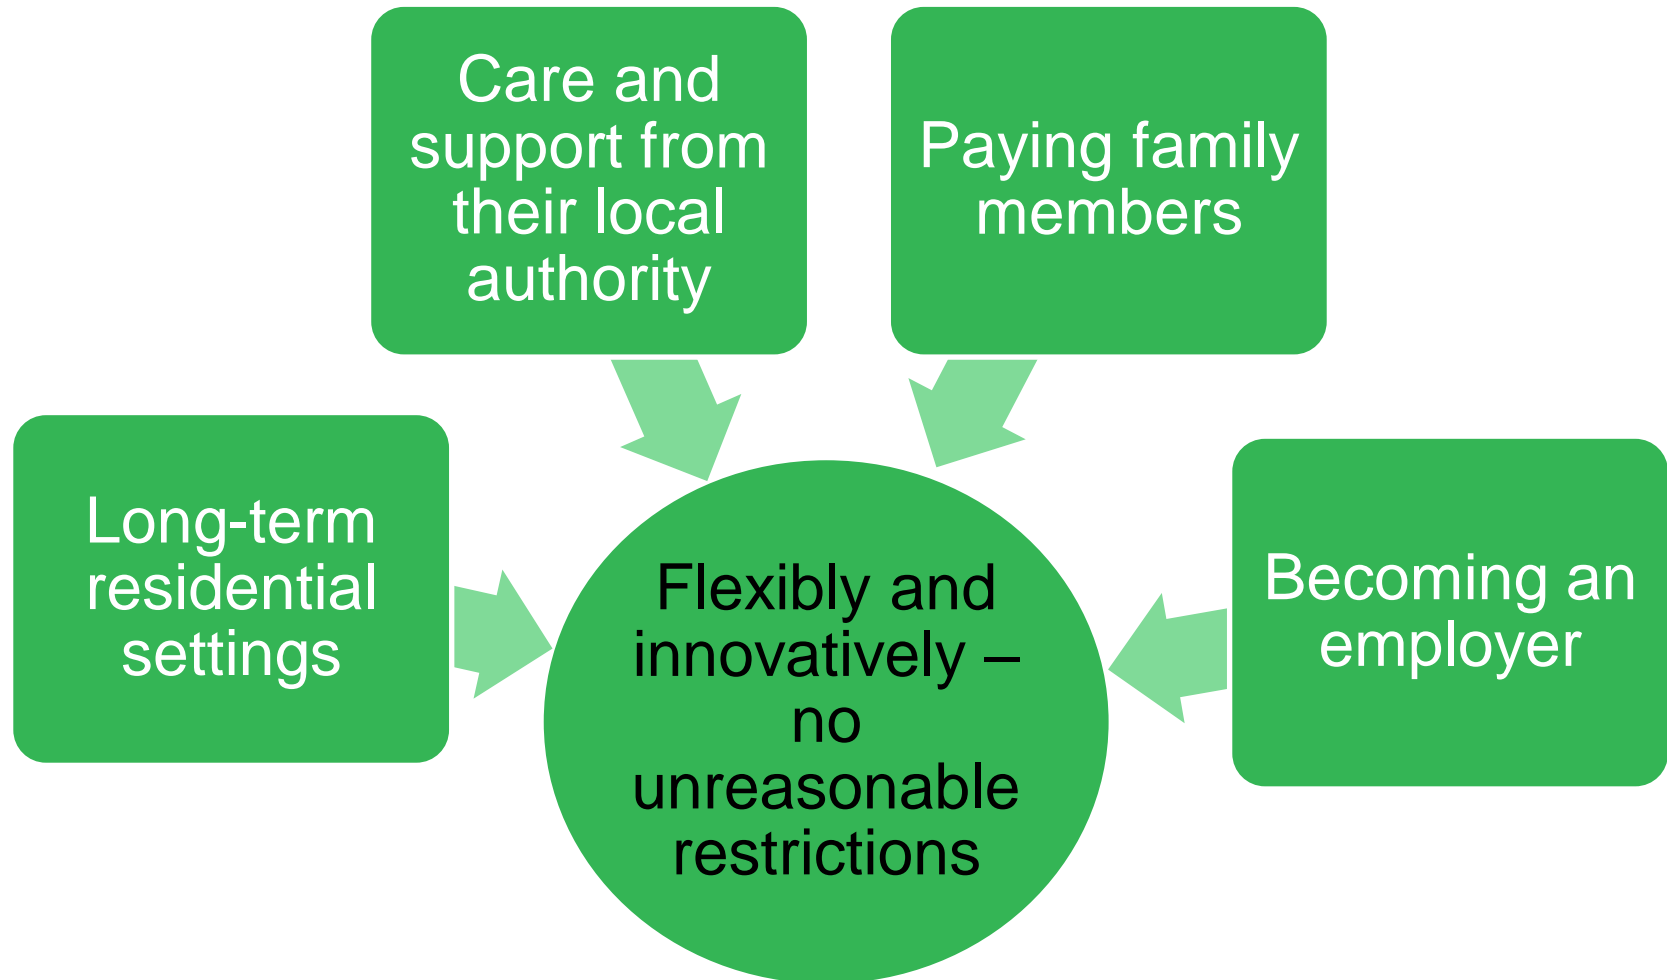 Care and
support from
their local
authority
Paying family
members
Long-term
residential
settings
Becoming an
employer
Flexibly and
innovatively –
no
unreasonable
restrictions